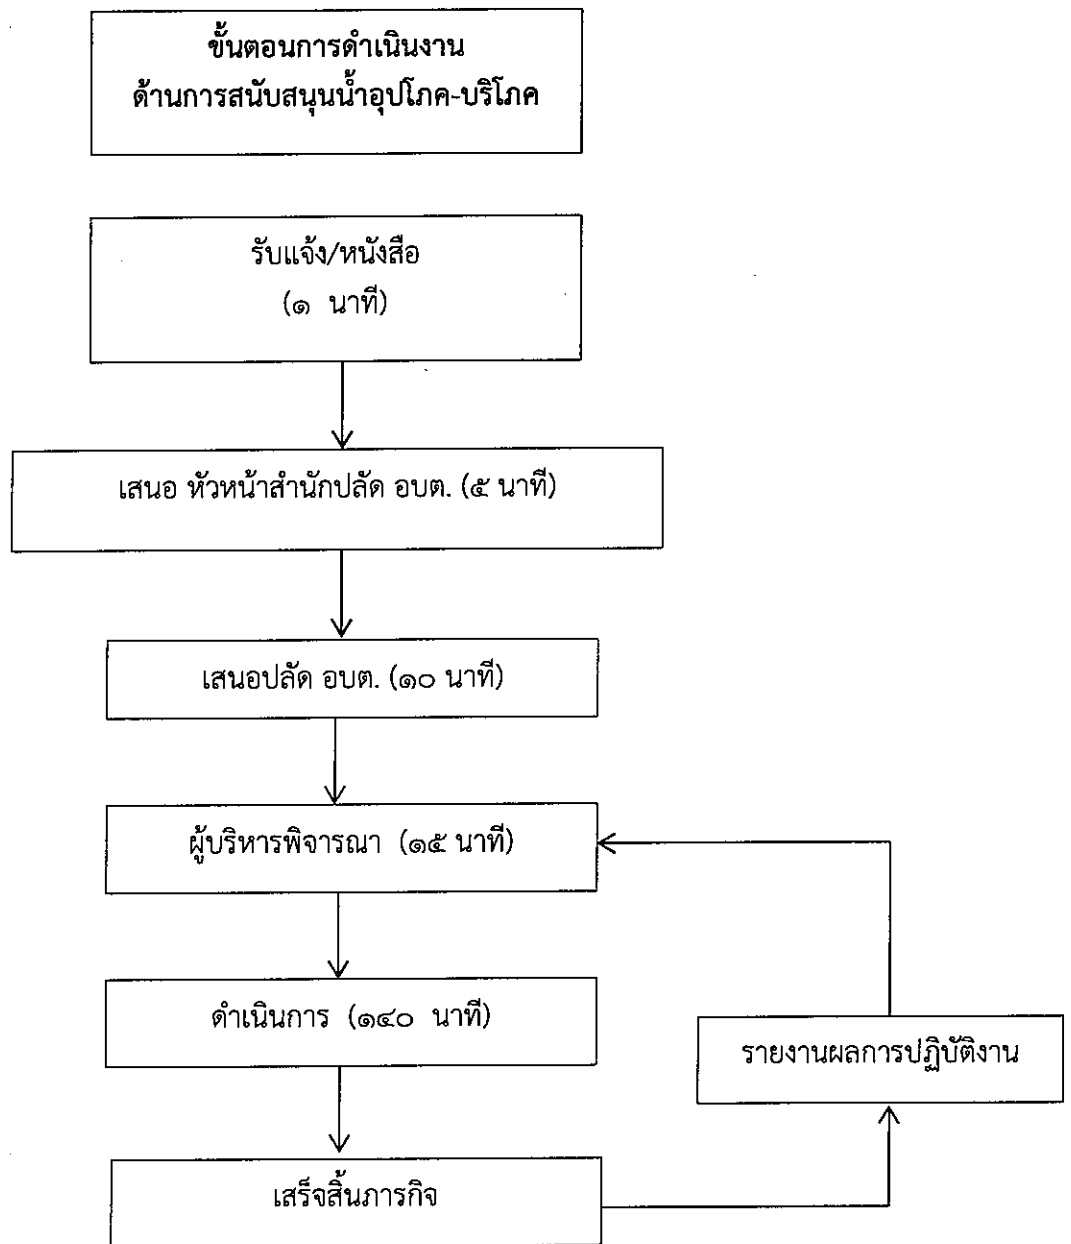 ขั้นตอนการดำเนินงาน
ด้านการสนับสนุนน้ำอุปโภค-บริโภค
รับแจ้ง/หนังสือ
(๑ นาที)
เสนอ หัวหน้าสำนักปลัด อบต. (๕ นาที)
เสนอปลัด อบต. (๑๐ นาที)
ผู้บริหารพิจารณา (๑๕ นาที)
ดำเนินการ (๑๔๐ นาที)
รายงานผลการปฏิบัติงาน
เสร็จสิ้นภารกิจ